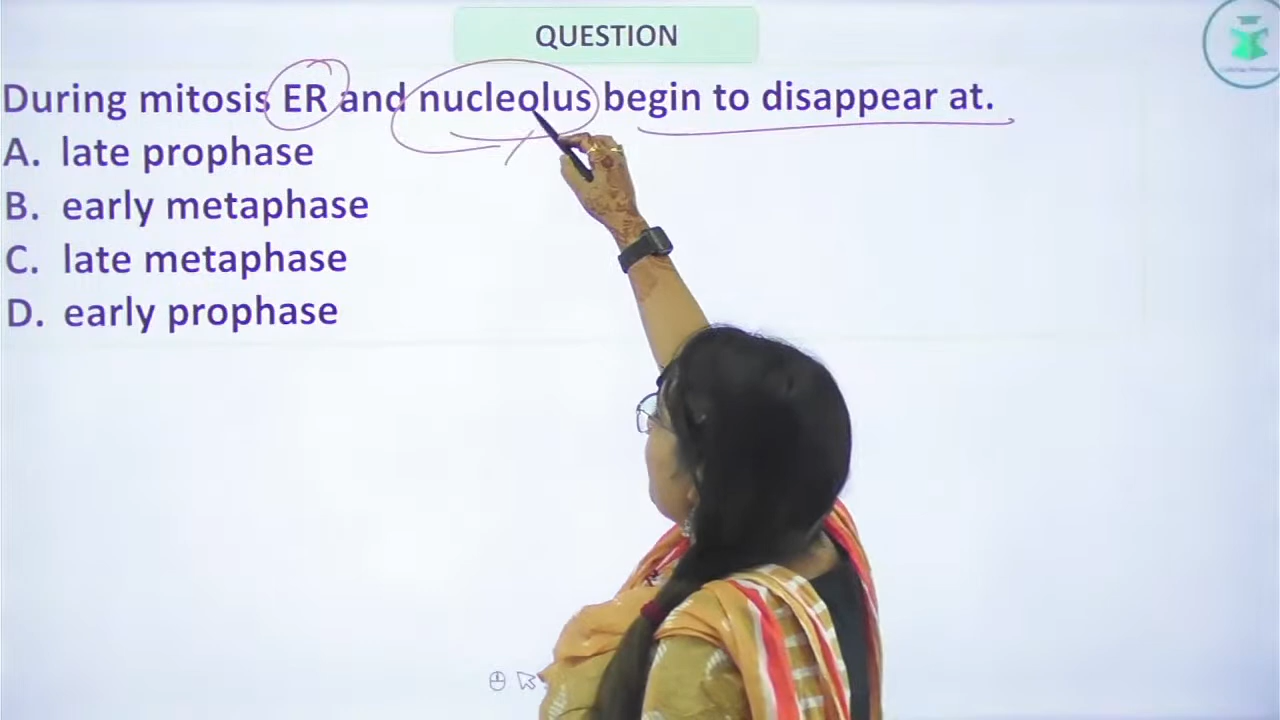 QUESTION
During mitosis ER and nucleolus begin to disappear at.
A. late prophase
B. early metaphase
C. late metaphase
D. early prophase